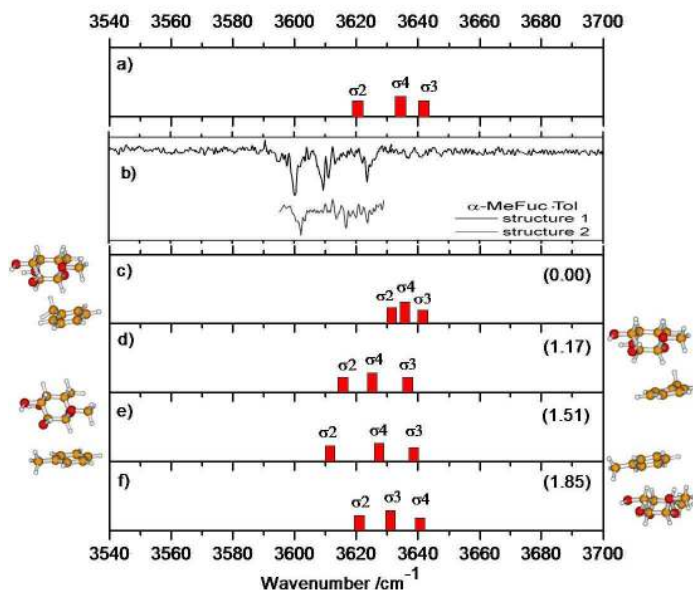 3540 3560 3580 3600 3620 3640 3660 3680 3700
a)
σ2 σ4 σ3
b)
α-MeFuc·Tol
structure 1
structure 2
c)
(0.00)
σ2 σ4 σ3
d)
(1.17)
σ2 σ4 σ3
e)
(1.51)
σ2 σ4 σ3
f)
(1.85)
σ2 σ3 σ4
3540 3560 3580 3600 3620 3640 3660 3680 3700
Wavenumber /cm⁻¹